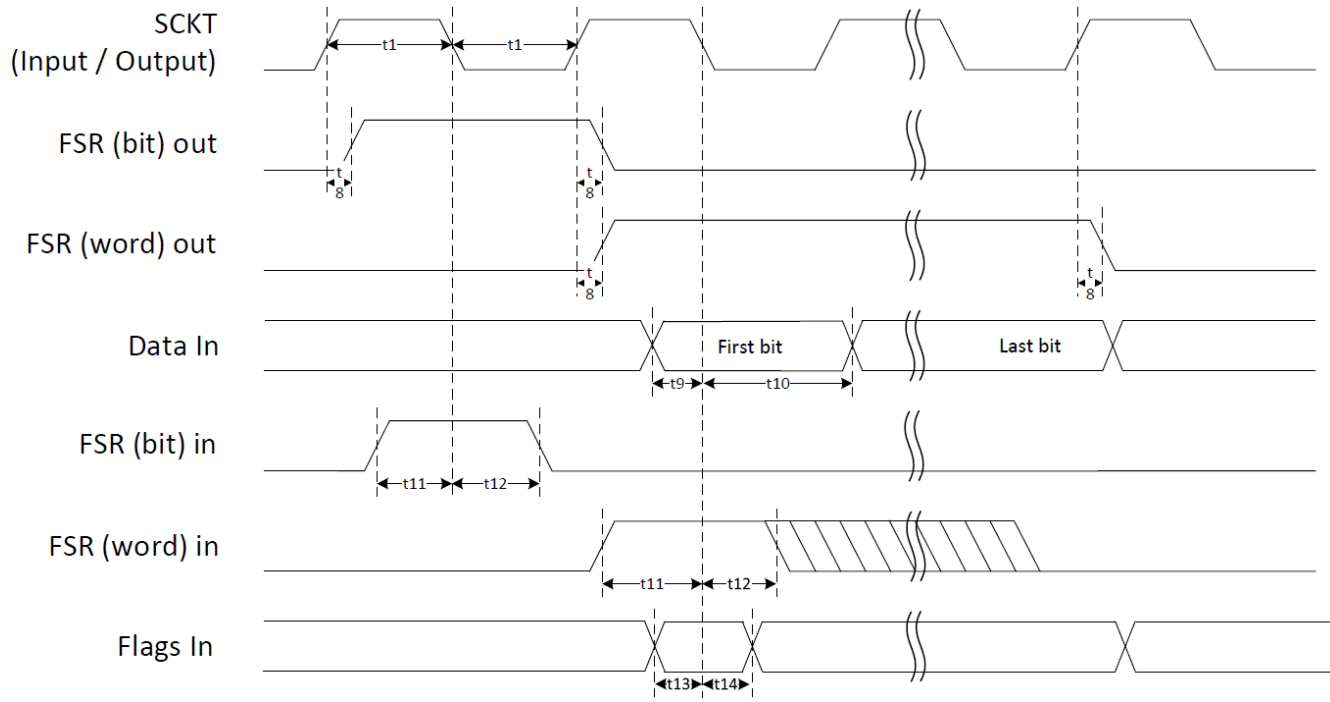 SCKT
(Input / Output)
t1
t1
FSR (bit) out
t
8
t
8
FSR (word) out
t
8
t
8
Data In
First bit
Last bit
t9
t10
FSR (bit) in
t11
t12
FSR (word) in
t11
t12
Flags In
t13
t14